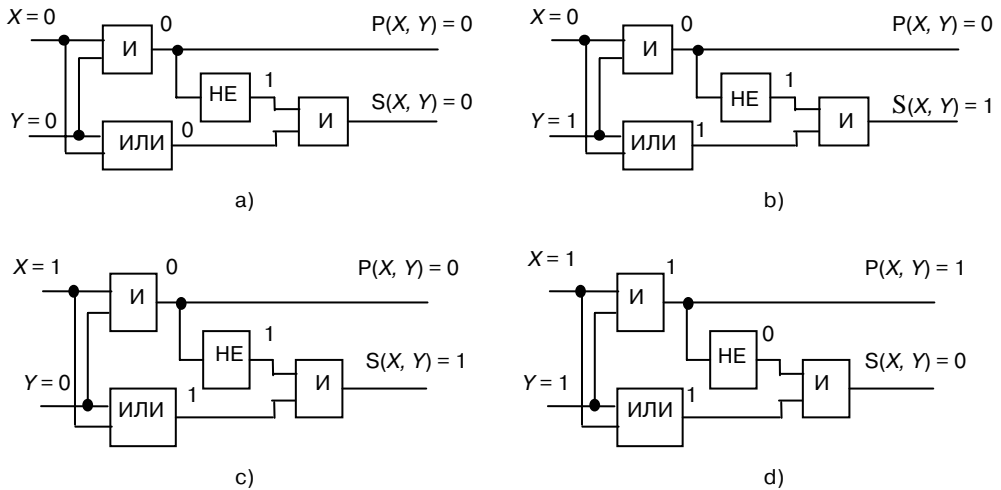 X = 0
0
P(X, Y) = 0
И
НЕ
1
И
S(X, Y) = 0
Y = 0
0
ИЛИ
a)
X = 0
0
P(X, Y) = 0
И
НЕ
1
И
S(X, Y) = 1
Y = 1
1
ИЛИ
b)
X = 1
0
P(X, Y) = 0
И
1
НЕ
И
S(X, Y) = 1
Y = 0
1
ИЛИ
c)
X = 1
1
P(X, Y) = 1
И
0
НЕ
И
S(X, Y) = 0
Y = 1
1
ИЛИ
d)